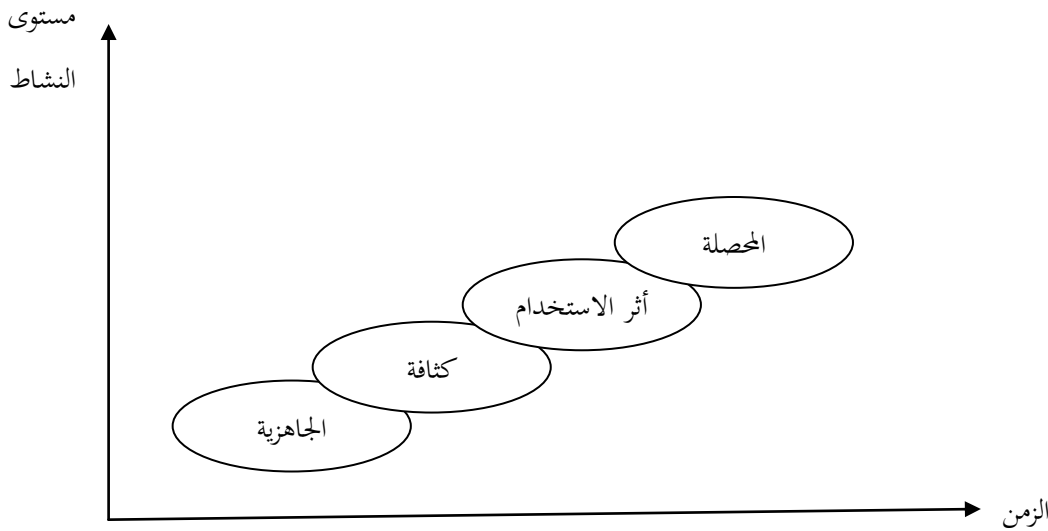 مستوى
النشاط
المحصلة
أثر الاستخدام
كثافة
الجاهزية
الزمن